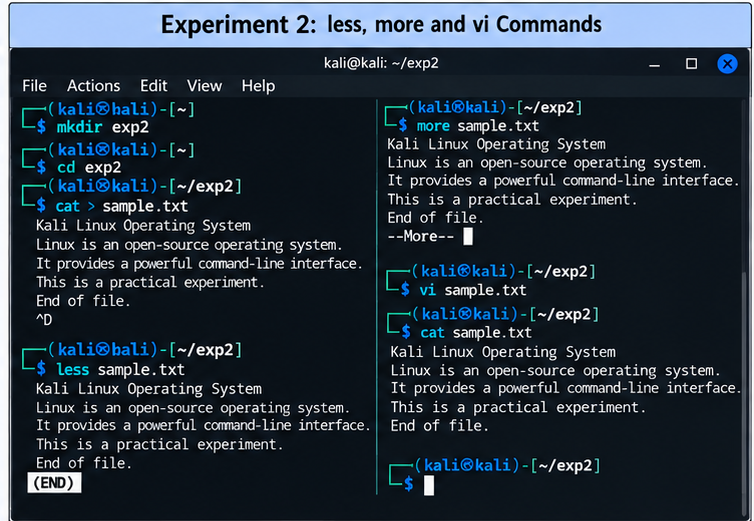 Experiment 2: less, more and vi Commands
kali@kali: ~/exp2
File Actions Edit View Help
(kali㉿hali)-[~]
$ mkdir exp2
(kali㉿kali)-[~]
$ cd exp2
(kali㉿kali)-[~/exp2]
$ cat > sample.txt
Kali Linux Operating System
Linux is an open-source operating system.
It provides a powerful command-line interface.
This is a practical experiment.
End of file.
^D
(kali㉿bali)-[~/exp2]
$ less sample.txt
Kali Linux Operating System
Linux is an open-source operating system.
It provides a powerful command-line interface.
This is a practical experiment.
End of file.
(END)
(kali㉿kali)-[~/exp2]
$ more sample.txt
Kali Linux Operating System
Linux is an open-source operating system.
It provides a powerful command-line interface.
This is a practical experiment.
End of file.
--More--
(kali㉿kali)-[~/exp2]
$ vi sample.txt
(kali㉿kali)-[~/exp2]
$ cat sample.txt
Kali Linux Operating System
Linux is an open-source operating system.
It provides a powerful command-line interface.
This is a practical experiment.
End of file.
(kali㉿kali)-[~/exp2]
$